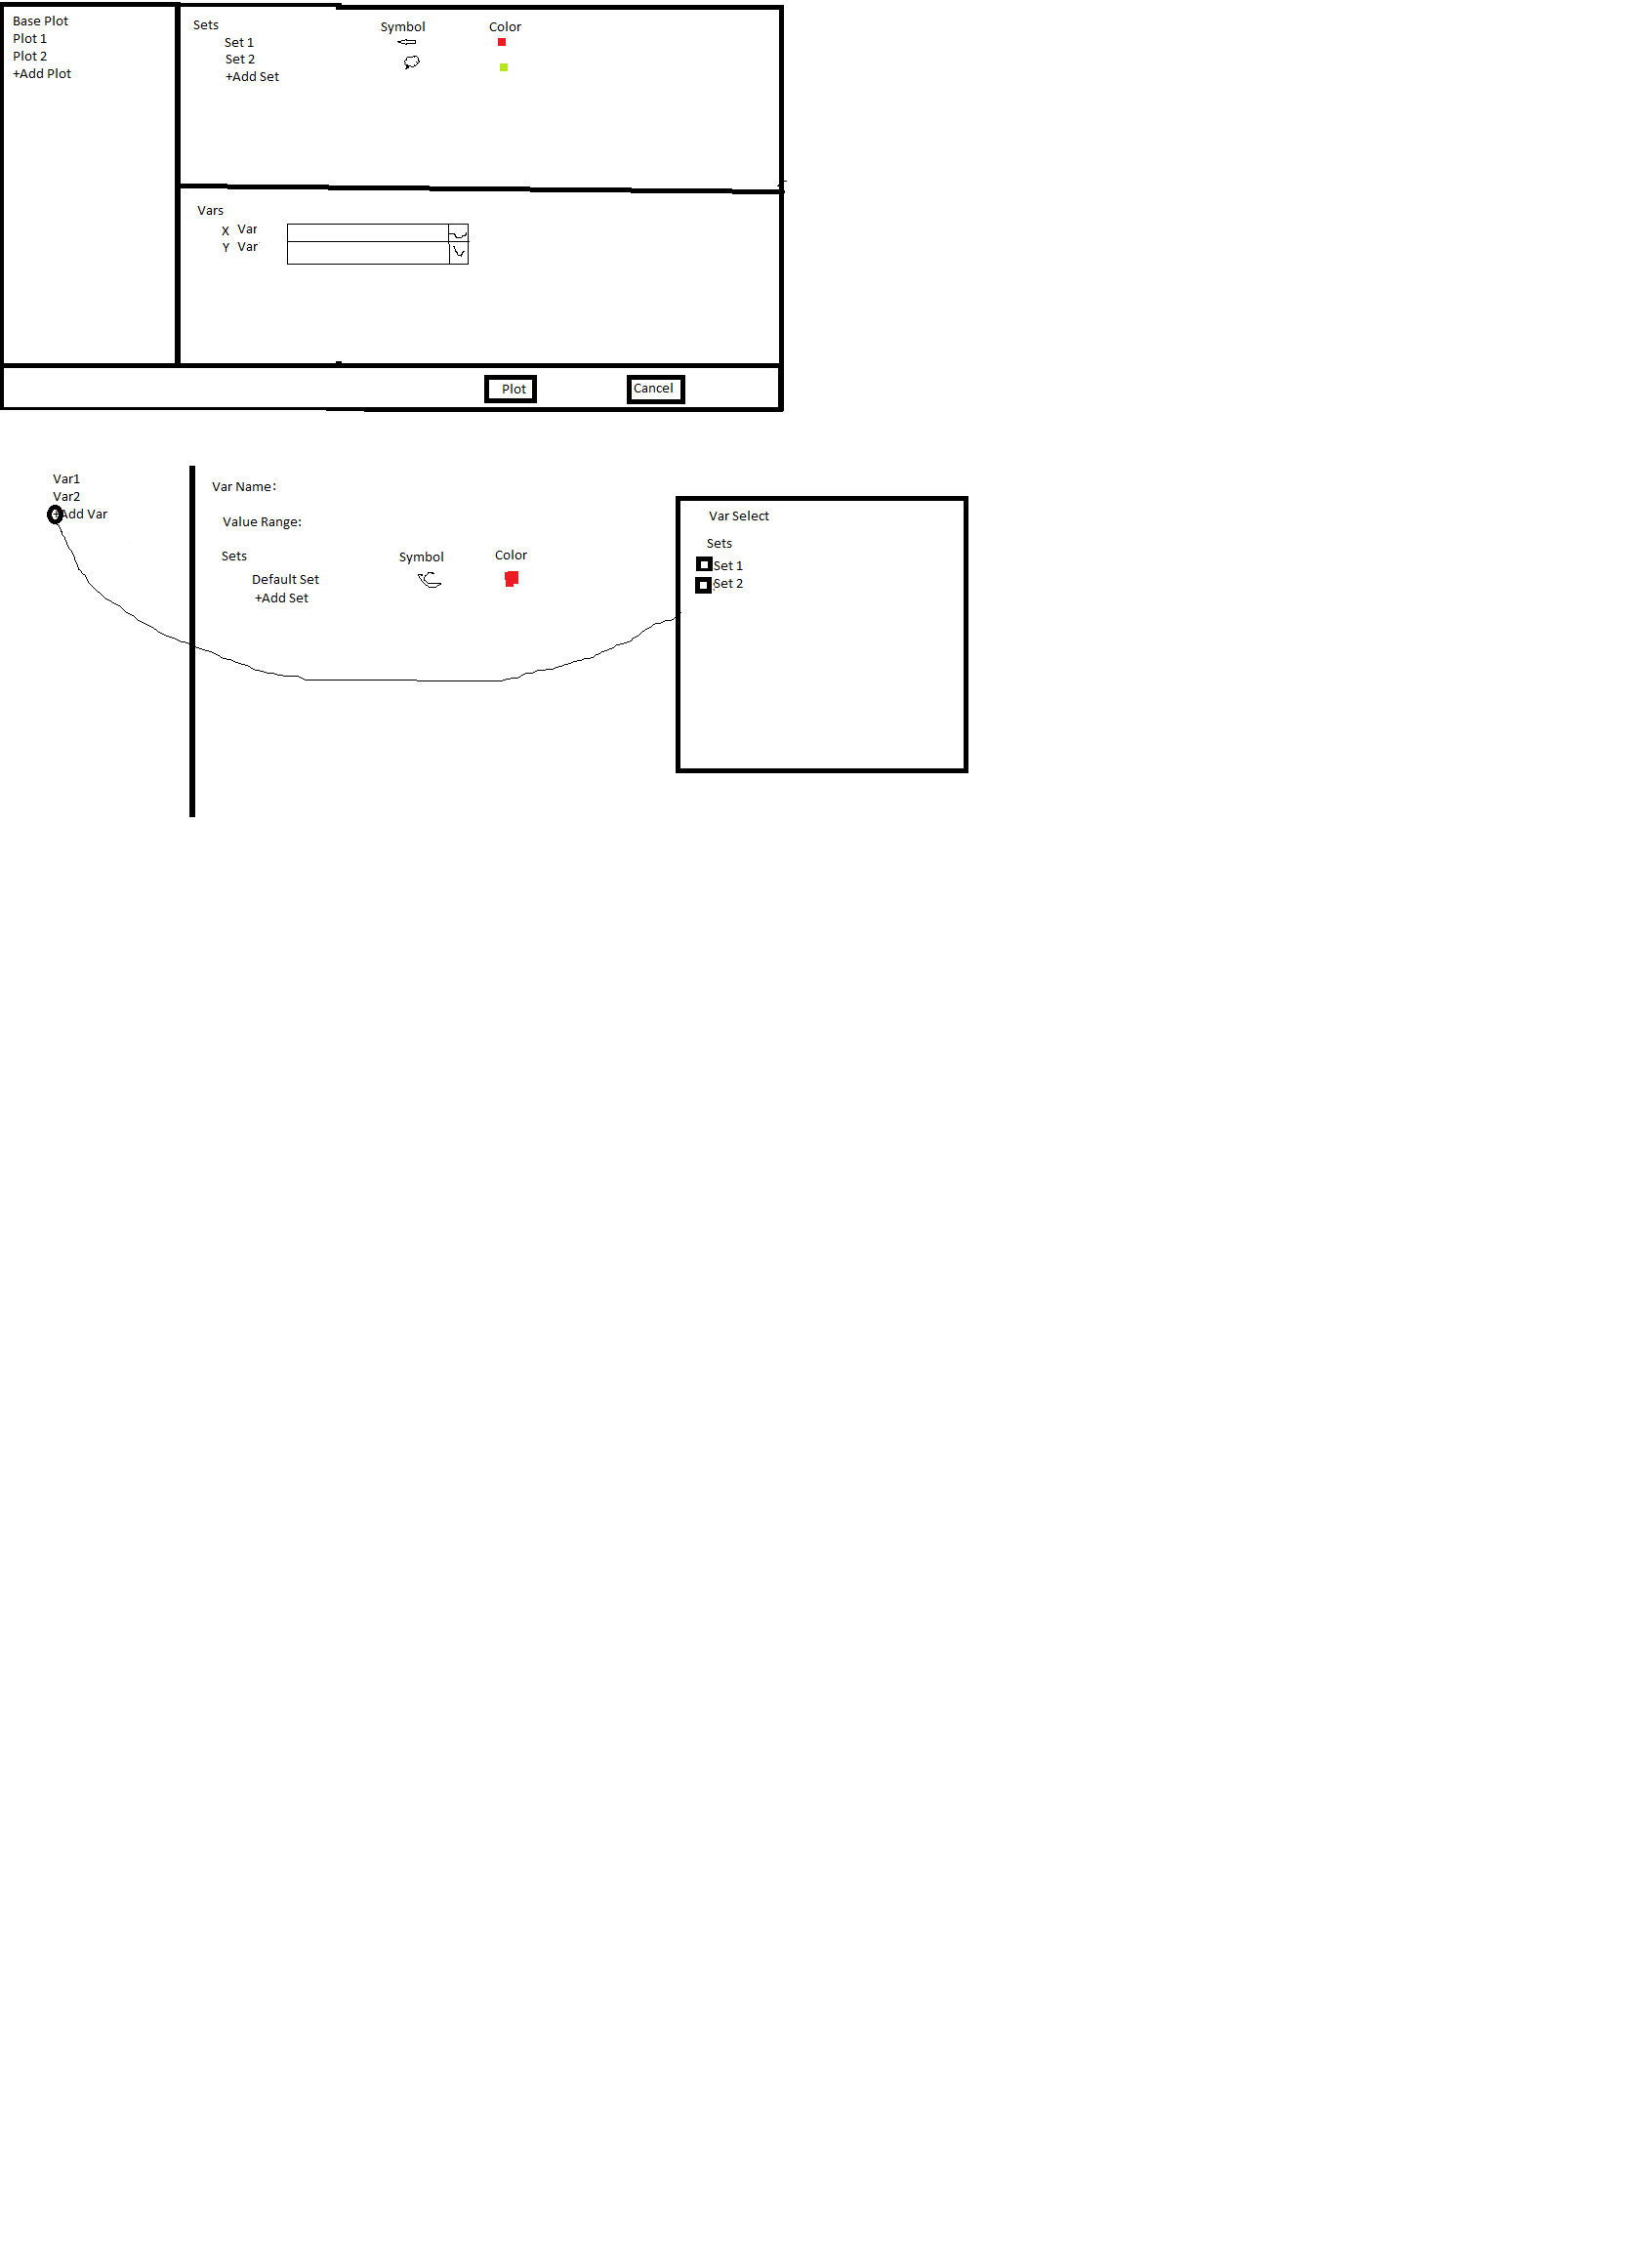 Base Plot
Plot 1
Plot 2
+Add Plot
Sets Symbol Color
Set 1
Set 2
+Add Set
Vars
X Var
Y Var
Plot Cancel
Var1
Var2
+Add Var
Var Name:
Value Range:
Sets Symbol Color
Default Set
+Add Set
Var Select
Sets
Set 1
Set 2